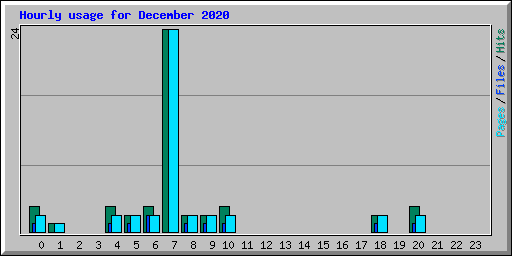 Hourly usage for December 2020
24
Pages/Files/Hits
0 1 2 3 4 5 6 7 8 9 10 11 12 13 14 15 16 17 18 19 20 21 22 23